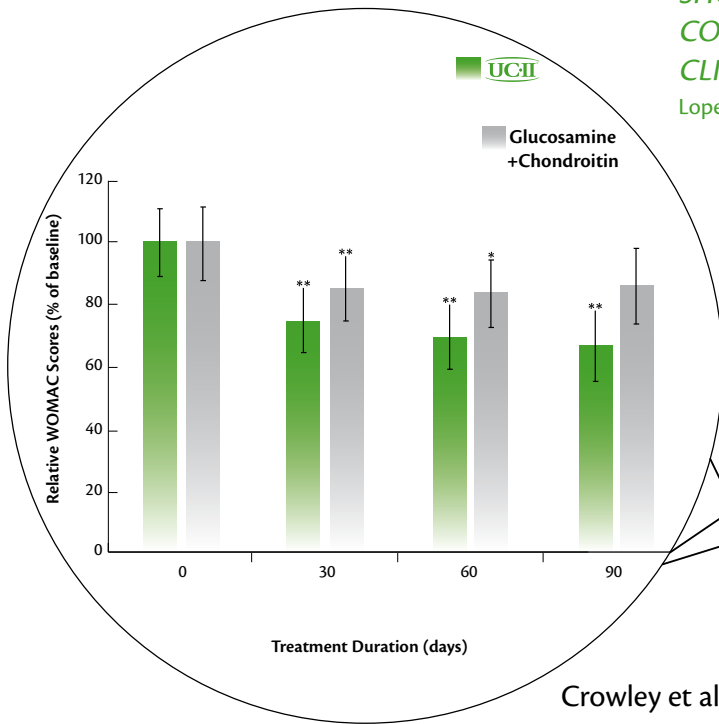 CO
CLI
Lope
UC-II
Glucosamine
+Chondroitin
Relative WOMAC Scores (% of baseline)
120
100
80
60
40
20
0
**
**
**
*
**
0
30
60
90
Treatment Duration (days)
Crowley et al